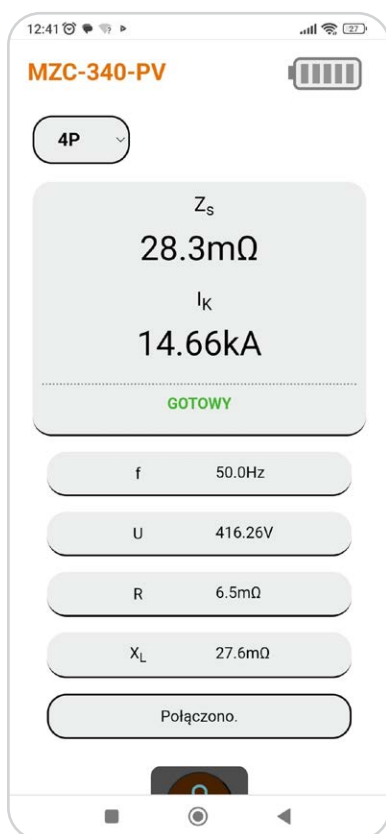 12:41
27
MZC-340-PV
4P
Zs
28.3mΩ
IK
14.66kA
GOTOWY
f 50.0Hz
U 416.26V
R 6.5mΩ
XL 27.6mΩ
Połączono.